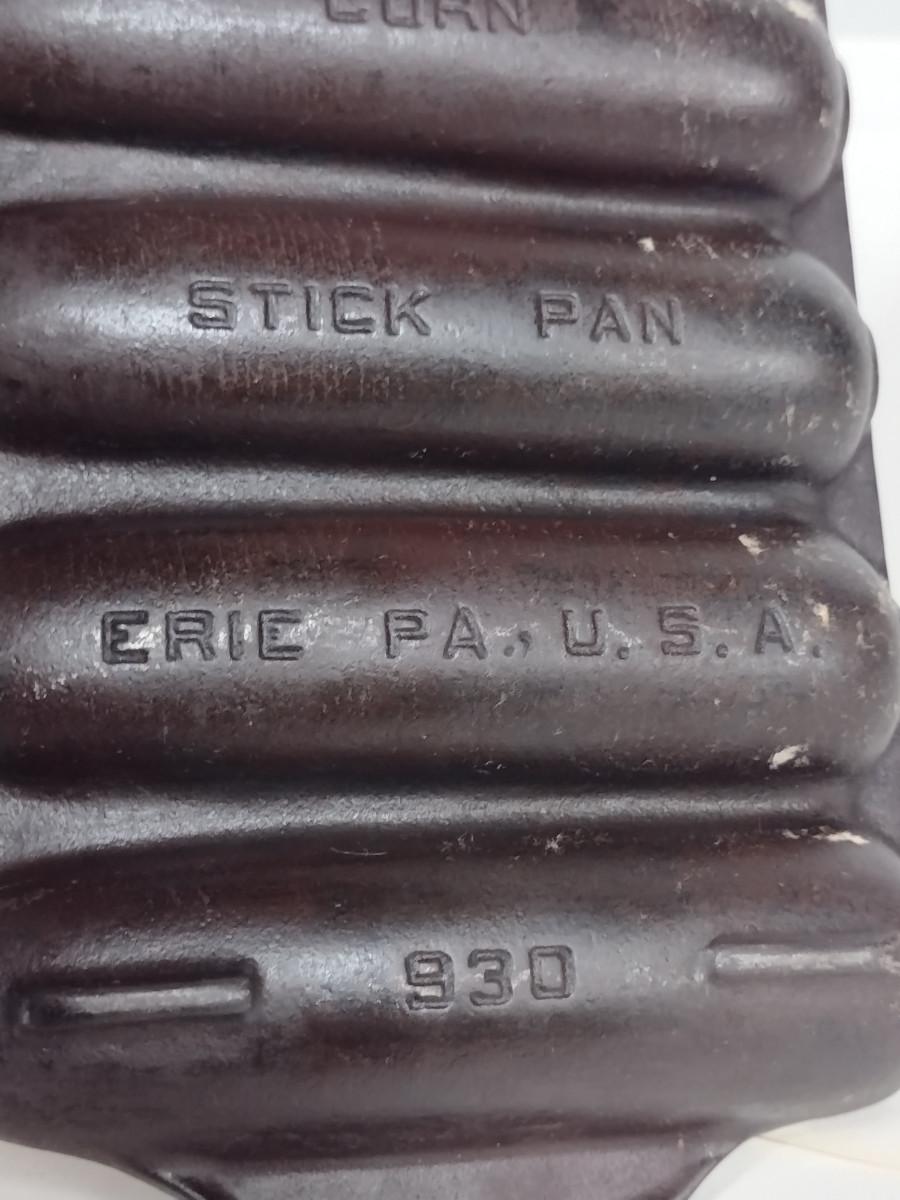 CORN
STICK PAN
ERIE PA., U.S.A.
930